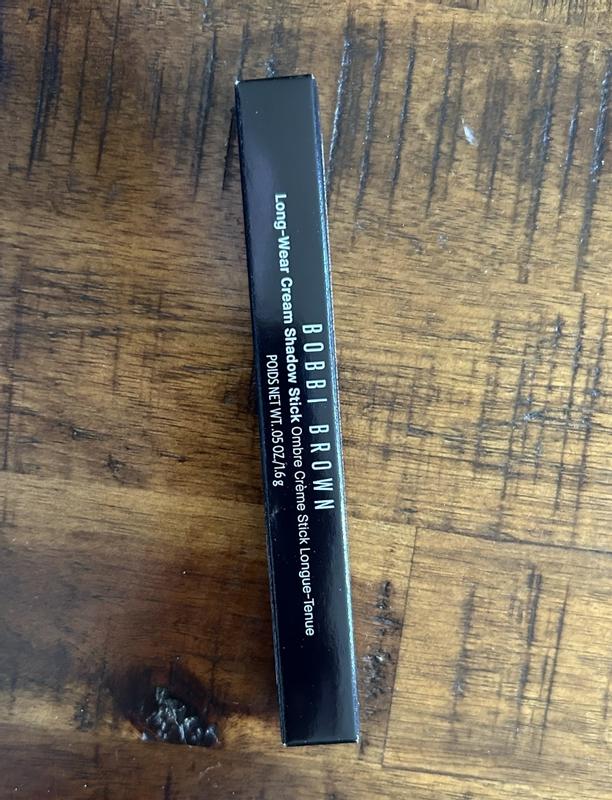 BOBBI BROWN
Long-Wear Cream Shadow Stick Ombre Crème Stick Longue-Tenue
POIDS NET WT. .05 OZ/1.6 g